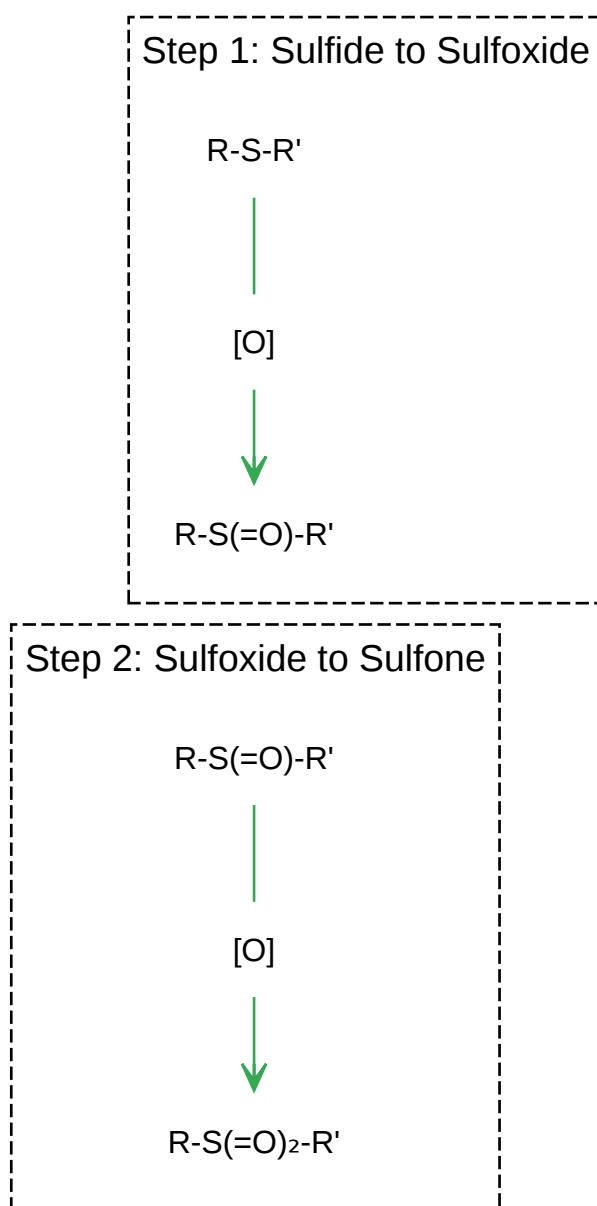 Step 1: Sulfide to Sulfoxide
R-S-R'
[O]
R-S(=O)-R'
Step 2: Sulfoxide to Sulfone
R-S(=O)-R'
[O]
R-S(=O)₂-R'